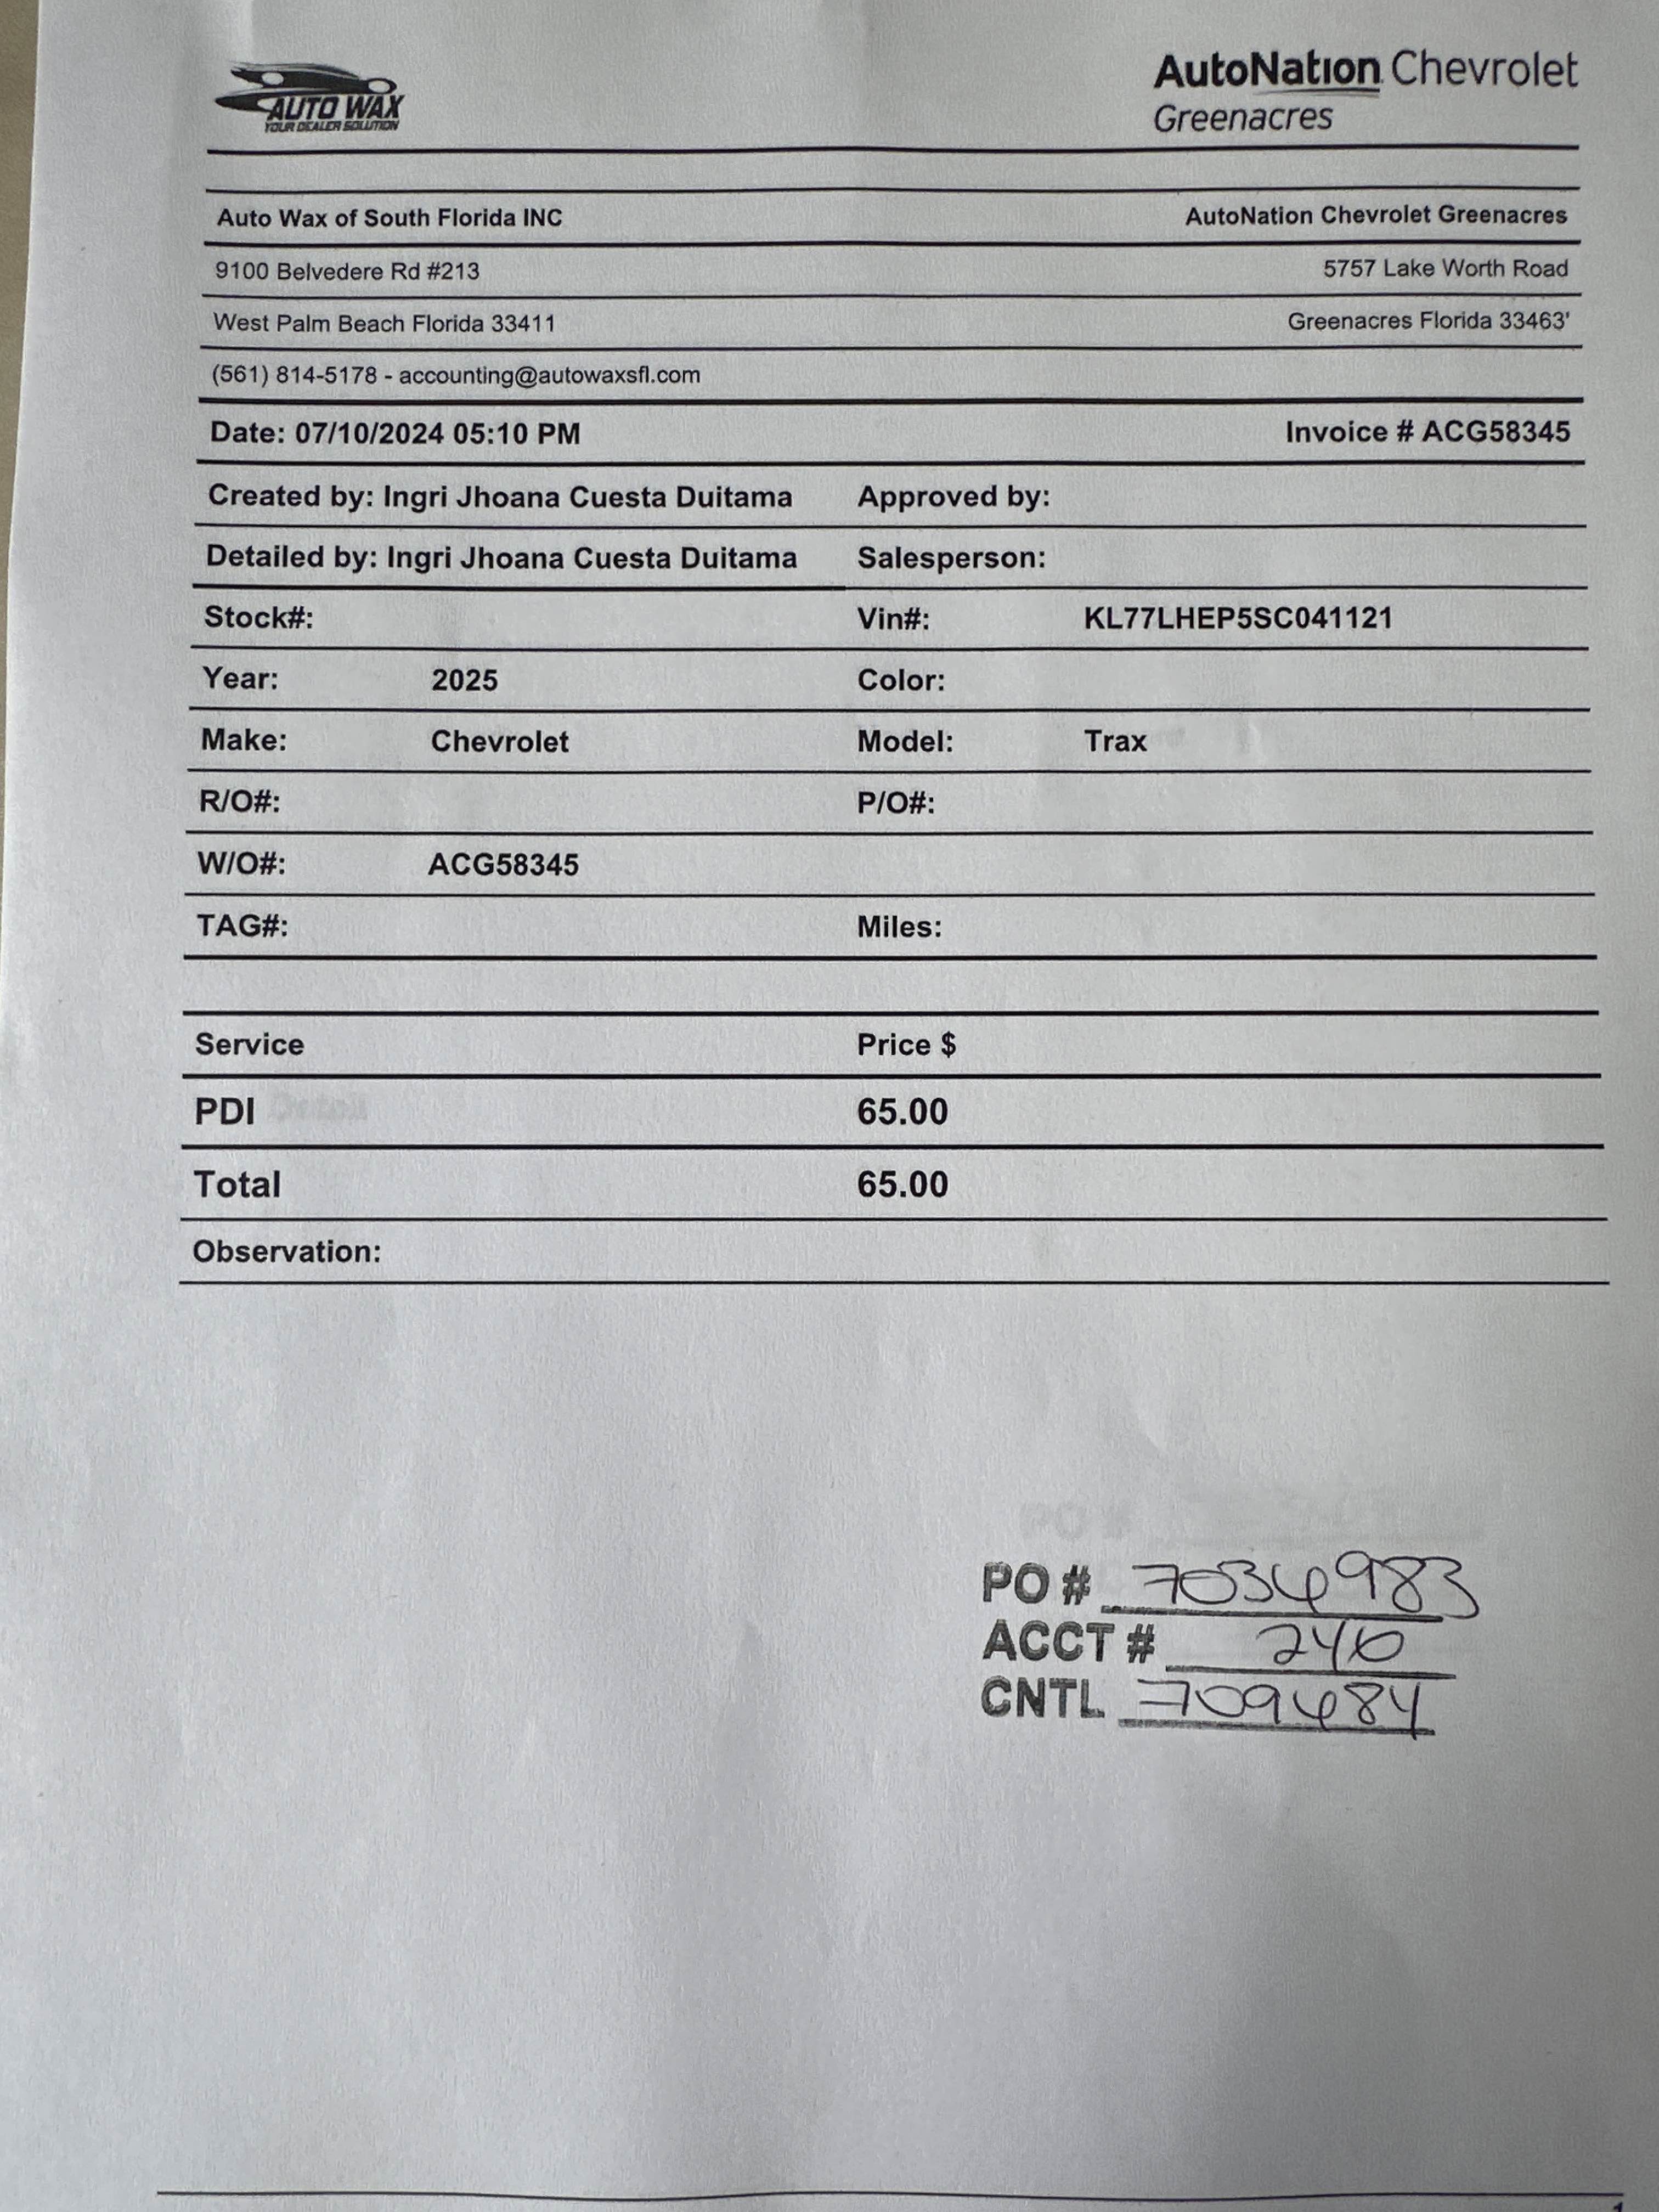 AUTO WAX
YOUR DEALER SOLUTION
AutoNation Chevrolet
Greenacres
Auto Wax of South Florida INC AutoNation Chevrolet Greenacres
9100 Belvedere Rd #213 5757 Lake Worth Road
West Palm Beach Florida 33411 Greenacres Florida 33463'
(561) 814-5178 - accounting@autowaxsfl.com
Date: 07/10/2024 05:10 PM Invoice # ACG58345
Created by: Ingri Jhoana Cuesta Duitama Approved by:
Detailed by: Ingri Jhoana Cuesta Duitama Salesperson:
Stock#: Vin#: KL77LHEP5SC041121
Year: 2025 Color:
Make: Chevrolet Model: Trax
R/O#: P/O#:
W/O#: ACG58345
TAG#: Miles:
Service Price $
PDI 65.00
Total 65.00
Observation:
PO # 7034983
ACCT # 240
CNTL 709484